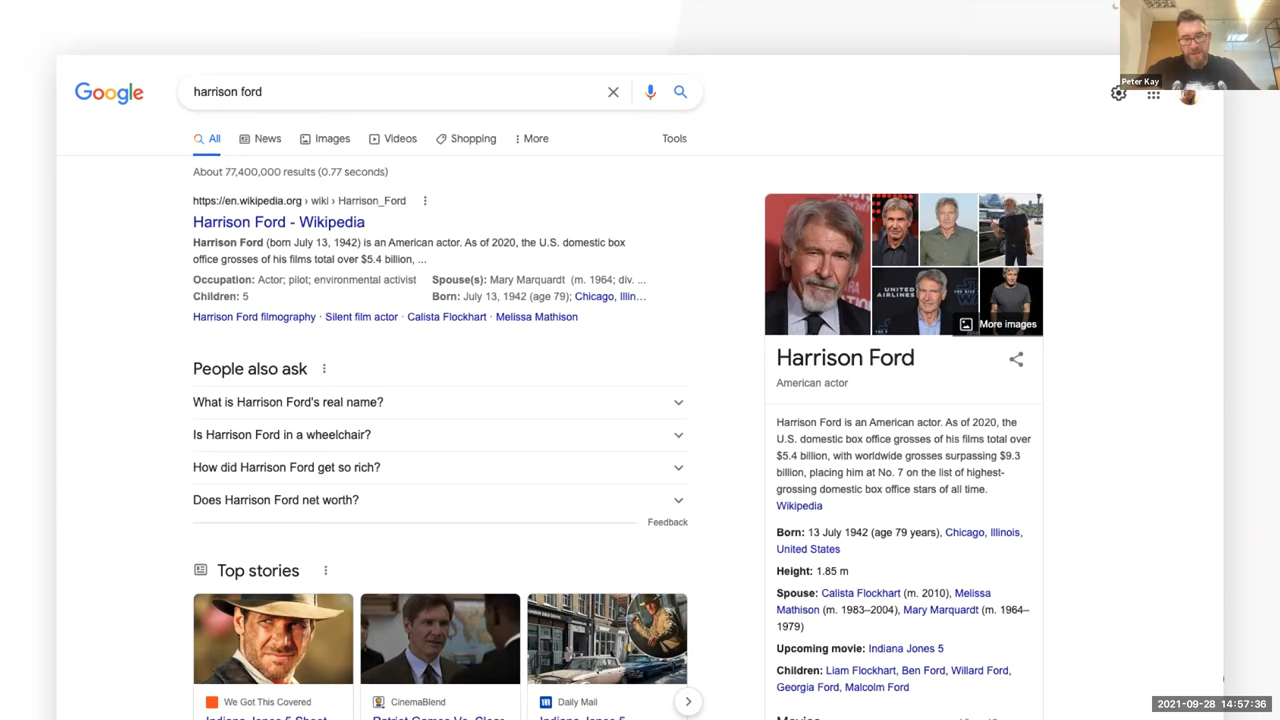 Peter Kay
Google
harrison ford
All
News
Images
Videos
Shopping
More
Tools
About 77,400,000 results (0.77 seconds)
https://en.wikipedia.org › wiki › Harrison_Ford
Harrison Ford - Wikipedia
Harrison Ford (born July 13, 1942) is an American actor. As of 2020, the U.S. domestic box
office grosses of his films total over $5.4 billion, ...
Occupation: Actor; pilot; environmental activist
Spouse(s): Mary Marquardt (m. 1964; div. ...
Children: 5
Born: July 13, 1942 (age 79); Chicago, Illin...
Harrison Ford filmography · Silent film actor · Calista Flockhart · Melissa Mathison
People also ask
What is Harrison Ford's real name?
Is Harrison Ford in a wheelchair?
How did Harrison Ford get so rich?
Does Harrison Ford net worth?
Feedback
Top stories
We Got This Covered
CinemaBlend
Daily Mail
UNITED
AIRLINES
More images
Harrison Ford
American actor
Harrison Ford is an American actor. As of 2020, the
U.S. domestic box office grosses of his films total over
$5.4 billion, with worldwide grosses surpassing $9.3
billion, placing him at No. 7 on the list of highest-
grossing domestic box office stars of all time.
Wikipedia
Born: 13 July 1942 (age 79 years), Chicago, Illinois,
United States
Height: 1.85 m
Spouse: Calista Flockhart (m. 2010), Melissa
Mathison (m. 1983–2004), Mary Marquardt (m. 1964–
1979)
Upcoming movie: Indiana Jones 5
Children: Liam Flockhart, Ben Ford, Willard Ford,
Georgia Ford, Malcolm Ford
2021-09-28 14:57:36